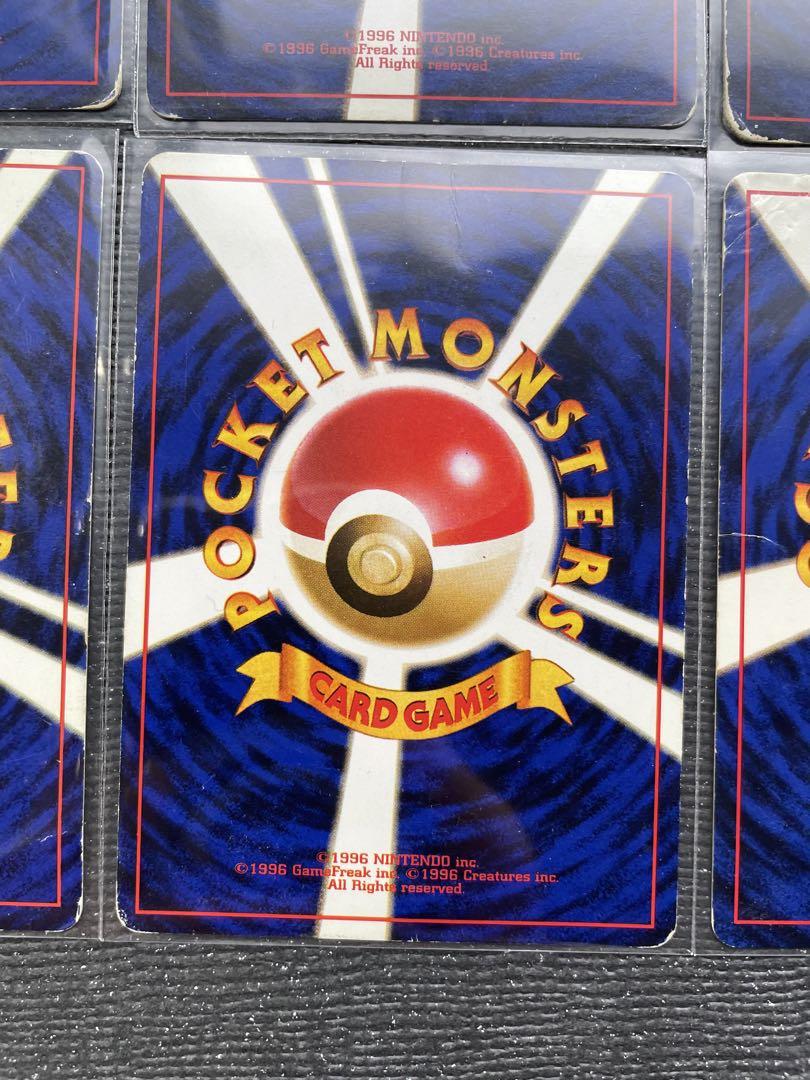 ©1996 NINTENDO inc.
©1996 GameFreak inc. ©1996 Creatures inc.
All Rights reserved.
POCKET MONSTERS
CARD GAME
©1996 NINTENDO inc.
©1996 GameFreak inc. ©1996 Creatures inc.
All Rights reserved.